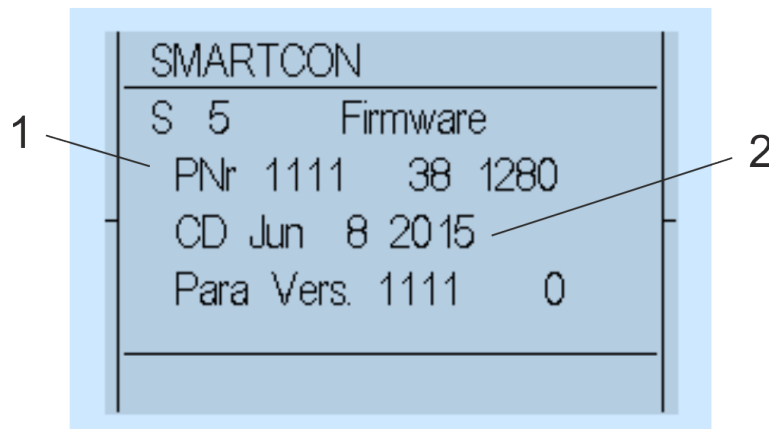 SMARTCON
S 5 Firmware
1
PNr 1111 38 1280
2
CD Jun 8 2015
Para Vers. 1111 0